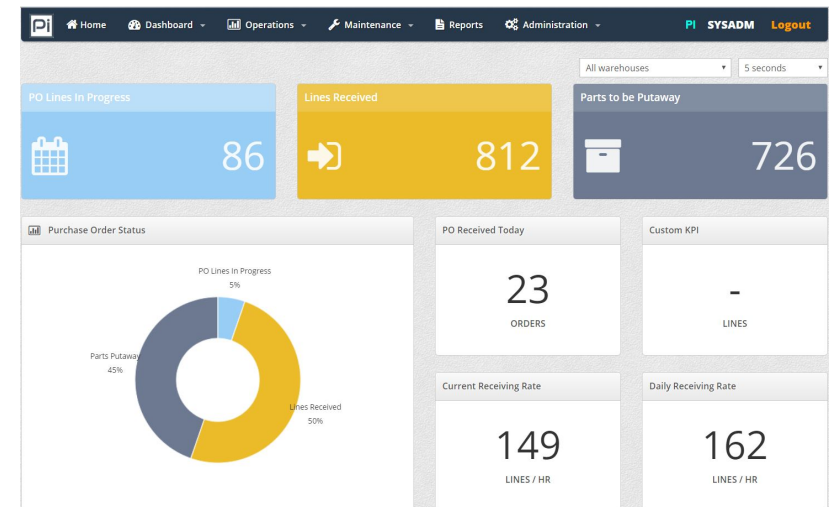 Pi Home Dashboard Operations Maintenance Reports Administration PI SYSADM Logout
All warehouses 5 seconds
PO Lines In Progress
86
Lines Received
812
Parts to be Putaway
726
Purchase Order Status
PO Lines In Progress
5%
Parts Putaway
45%
Lines Received
50%
PO Received Today
23
ORDERS
Custom KPI
-
LINES
Current Receiving Rate
149
LINES / HR
Daily Receiving Rate
162
LINES / HR